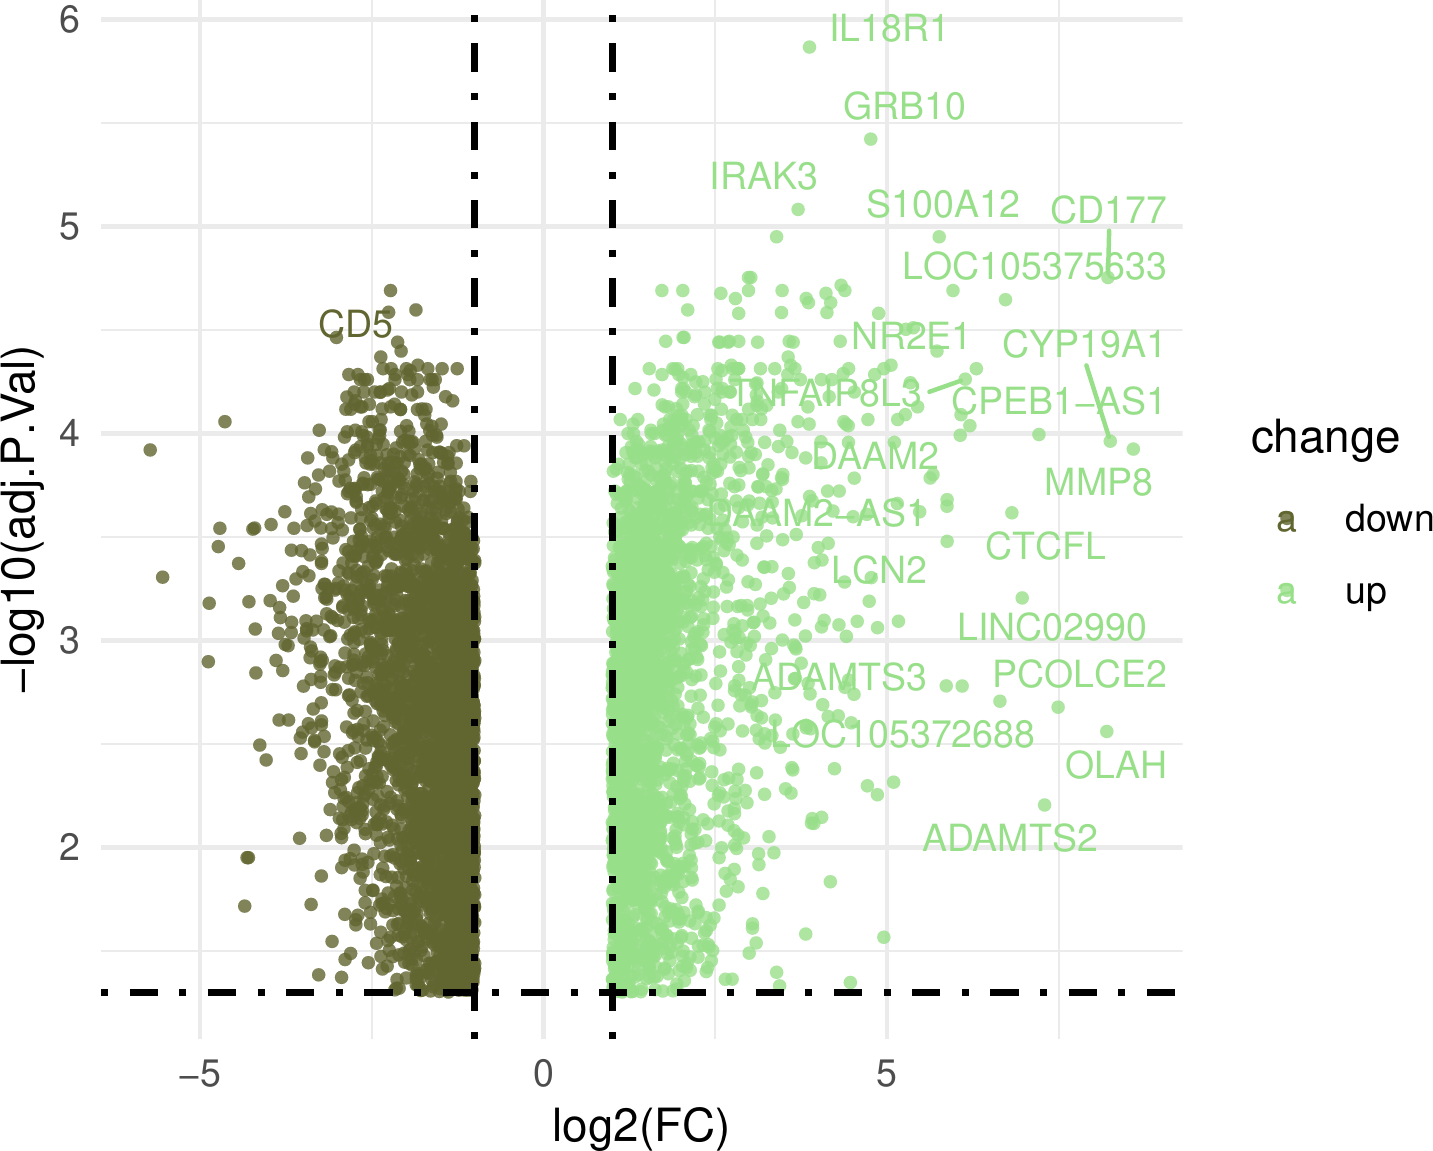 6
IL18R1
GRB10
IRAK3
S100A12
CD177
5
LOC105375633
CD5
NR2E1
CYP19A1
TNFAIP8L3
CPEB1−AS1
4
DAAM2
MMP8
DAAM2−AS1
CTCFL
LCN2
3
LINC02990
ADAMTS3
PCOLCE2
LOC105372688
OLAH
2
ADAMTS2
−log10(adj.P.Val)
−5
0
5
log2(FC)
change
a down
a up